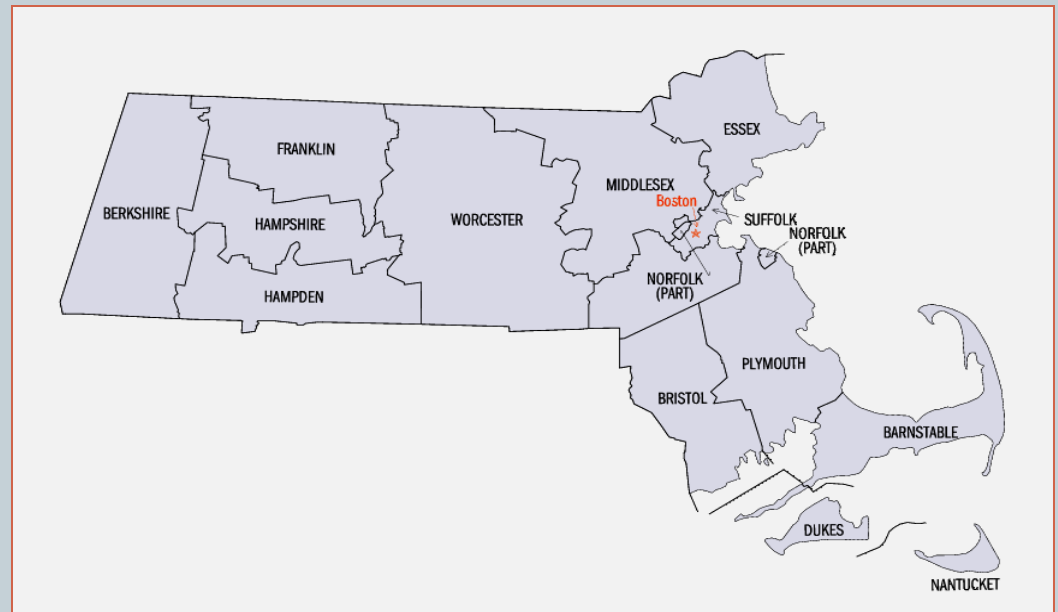 ESSEX
FRANKLIN
MIDDLESEX
Boston
BERKSHIRE
HAMPSHIRE
WORCESTER
SUFFOLK
NORFOLK
(PART)
NORFOLK
(PART)
HAMPDEN
PLYMOUTH
BRISTOL
BARNSTABLE
DUKES
NANTUCKET